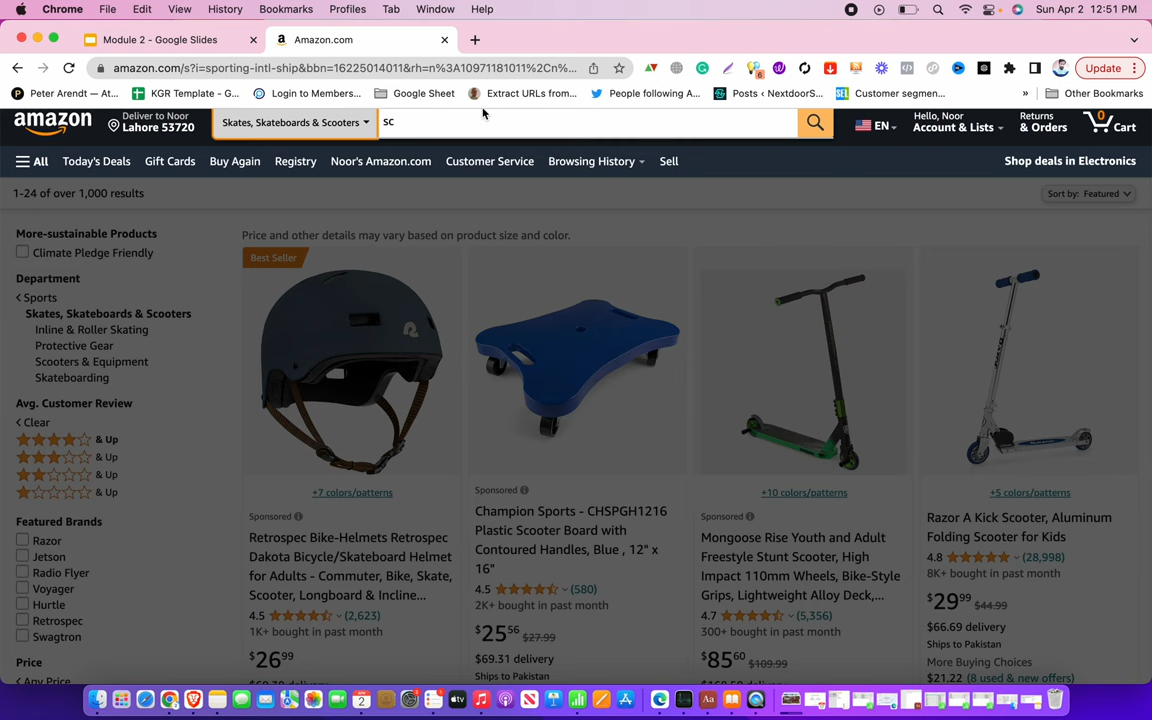 Chrome File Edit View History Bookmarks Profiles Tab Window Help Sun Apr 2 12:51 PM
Module 2 - Google Slides Amazon.com
amazon.com/s?i=sporting-intl-ship&bbn=16225014011&rh=n%3A10971181011%2Cn%... Update
Peter Arendt — At... KGR Template - G... Login to Members... Google Sheet Extract URLs from... People following A... Posts ‹ NextdoorS... Customer segmen... » Other Bookmarks
amazon Deliver to Noor Skates, Skateboards & Scooters sc EN Hello, Noor Returns 0
Lahore 53720 Account & Lists & Orders Cart
All Today's Deals Gift Cards Buy Again Registry Noor's Amazon.com Customer Service Browsing History Sell Shop deals in Electronics
1-24 of over 1,000 results Sort by: Featured
More-sustainable Products
Climate Pledge Friendly
Department
Sports
Skates, Skateboards & Scooters
Inline & Roller Skating
Protective Gear
Scooters & Equipment
Skateboarding
Avg. Customer Review
Clear
& Up
& Up
& Up
& Up
Featured Brands
Razor
Jetson
Radio Flyer
Voyager
Hurtle
Retrospec
Swagtron
Price
Any Price
Price and other details may vary based on product size and color.
Best Seller
+7 colors/patterns
Sponsored
Retrospec Bike-Helmets Retrospec
Dakota Bicycle/Skateboard Helmet
for Adults - Commuter, Bike, Skate,
Scooter, Longboard & Incline...
4.5 (2,623)
1K+ bought in past month
$26 99
Sponsored
Champion Sports - CHSPGH1216
Plastic Scooter Board with
Contoured Handles, Blue , 12" x
16"
4.5 (580)
2K+ bought in past month
$25 56 $27.99
$69.31 delivery
Ships to Pakistan
+10 colors/patterns
Sponsored
Mongoose Rise Youth and Adult
Freestyle Stunt Scooter, High
Impact 110mm Wheels, Bike-Style
Grips, Lightweight Alloy Deck,...
4.7 (5,356)
300+ bought in past month
$85 60 $109.99
+5 colors/patterns
Razor A Kick Scooter, Aluminum
Folding Scooter for Kids
4.8 (28,998)
8K+ bought in past month
$29 99 $44.99
$66.69 delivery
Ships to Pakistan
More Buying Choices
$21.22 (8 used & new offers)